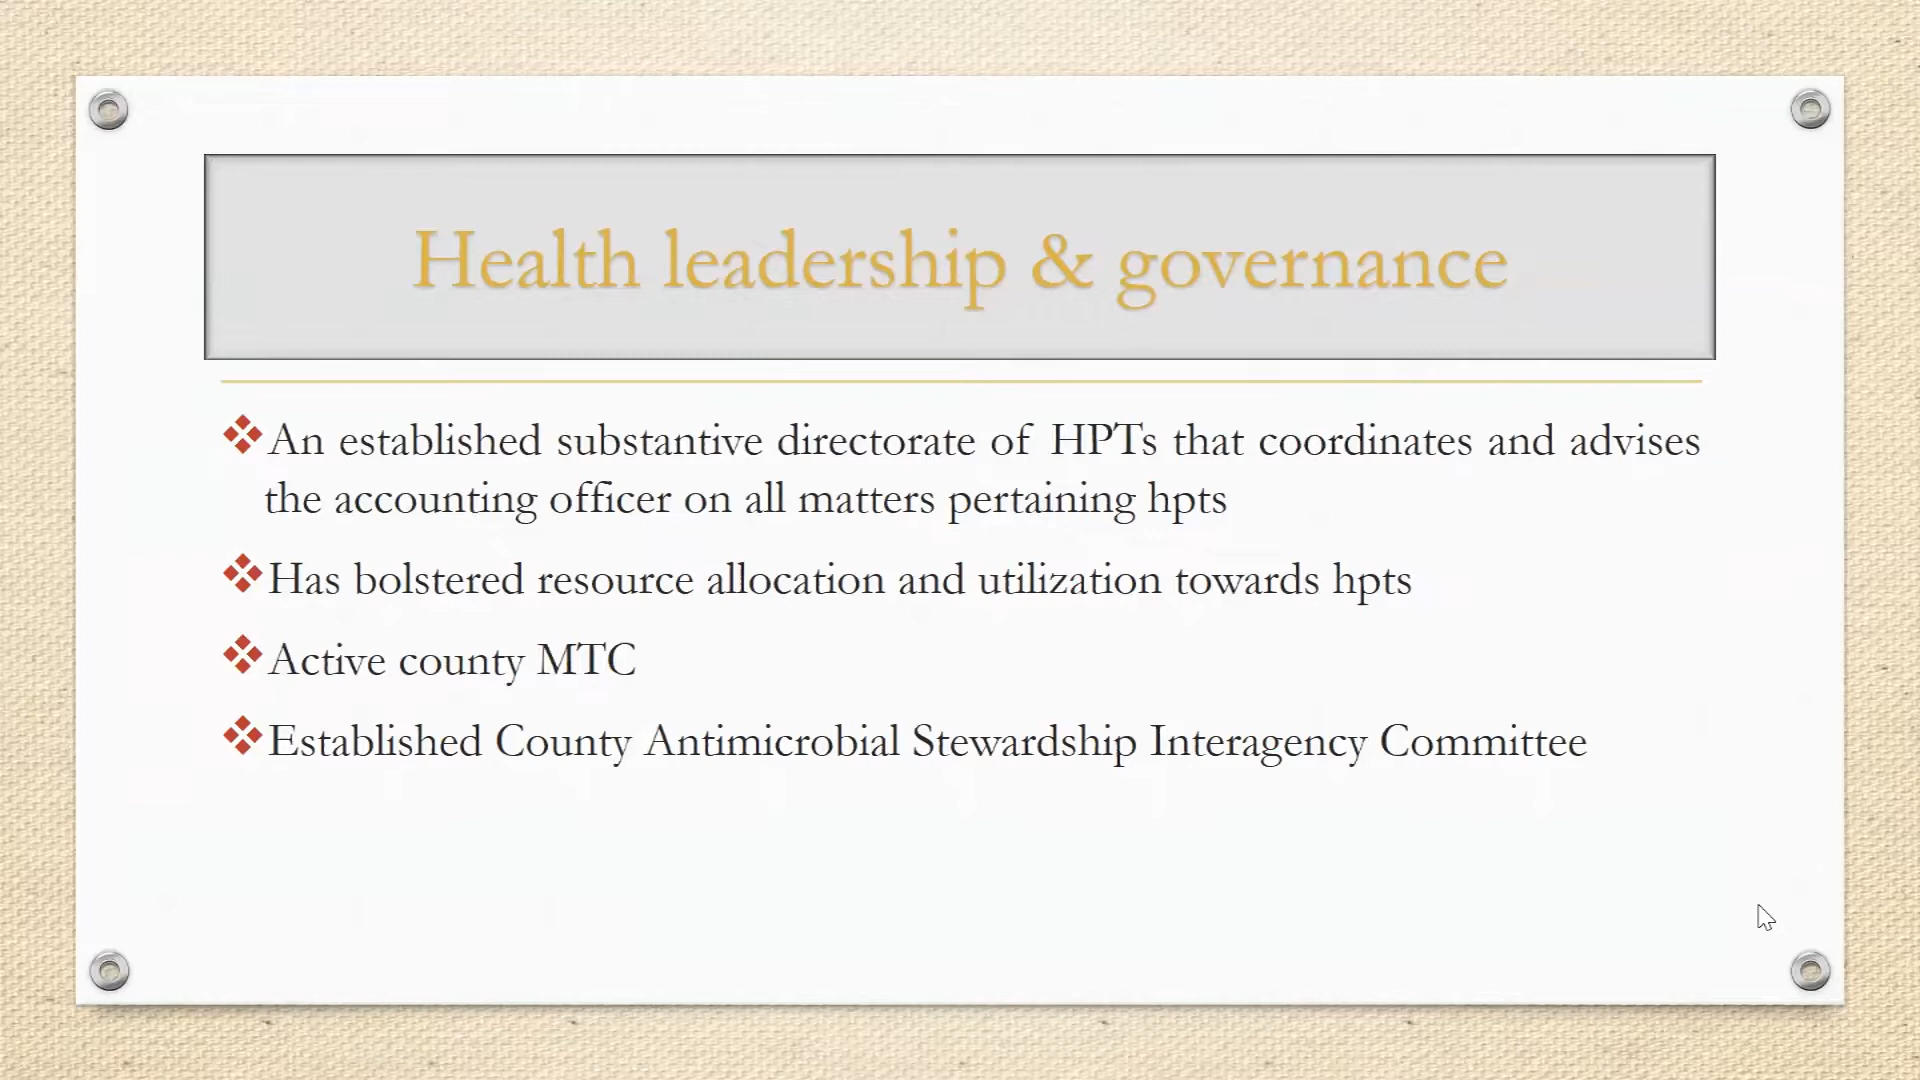 Health leadership & governance
An established substantive directorate of HPTs that coordinates and advises
the accounting officer on all matters pertaining hpts
Has bolstered resource allocation and utilization towards hpts
Active county MTC
Established County Antimicrobial Stewardship Interagency Committee